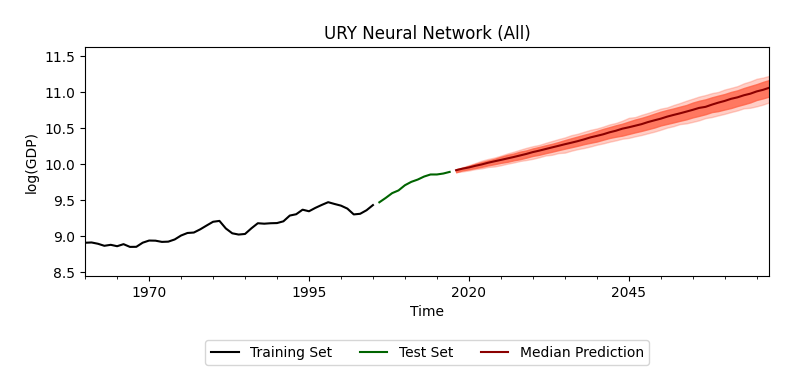 URY Neural Network (All)
11.5
11.0
10.5
10.0
9.5
9.0
8.5
log(GDP)
1970 1995 2020 2045
Time
Training Set Test Set Median Prediction